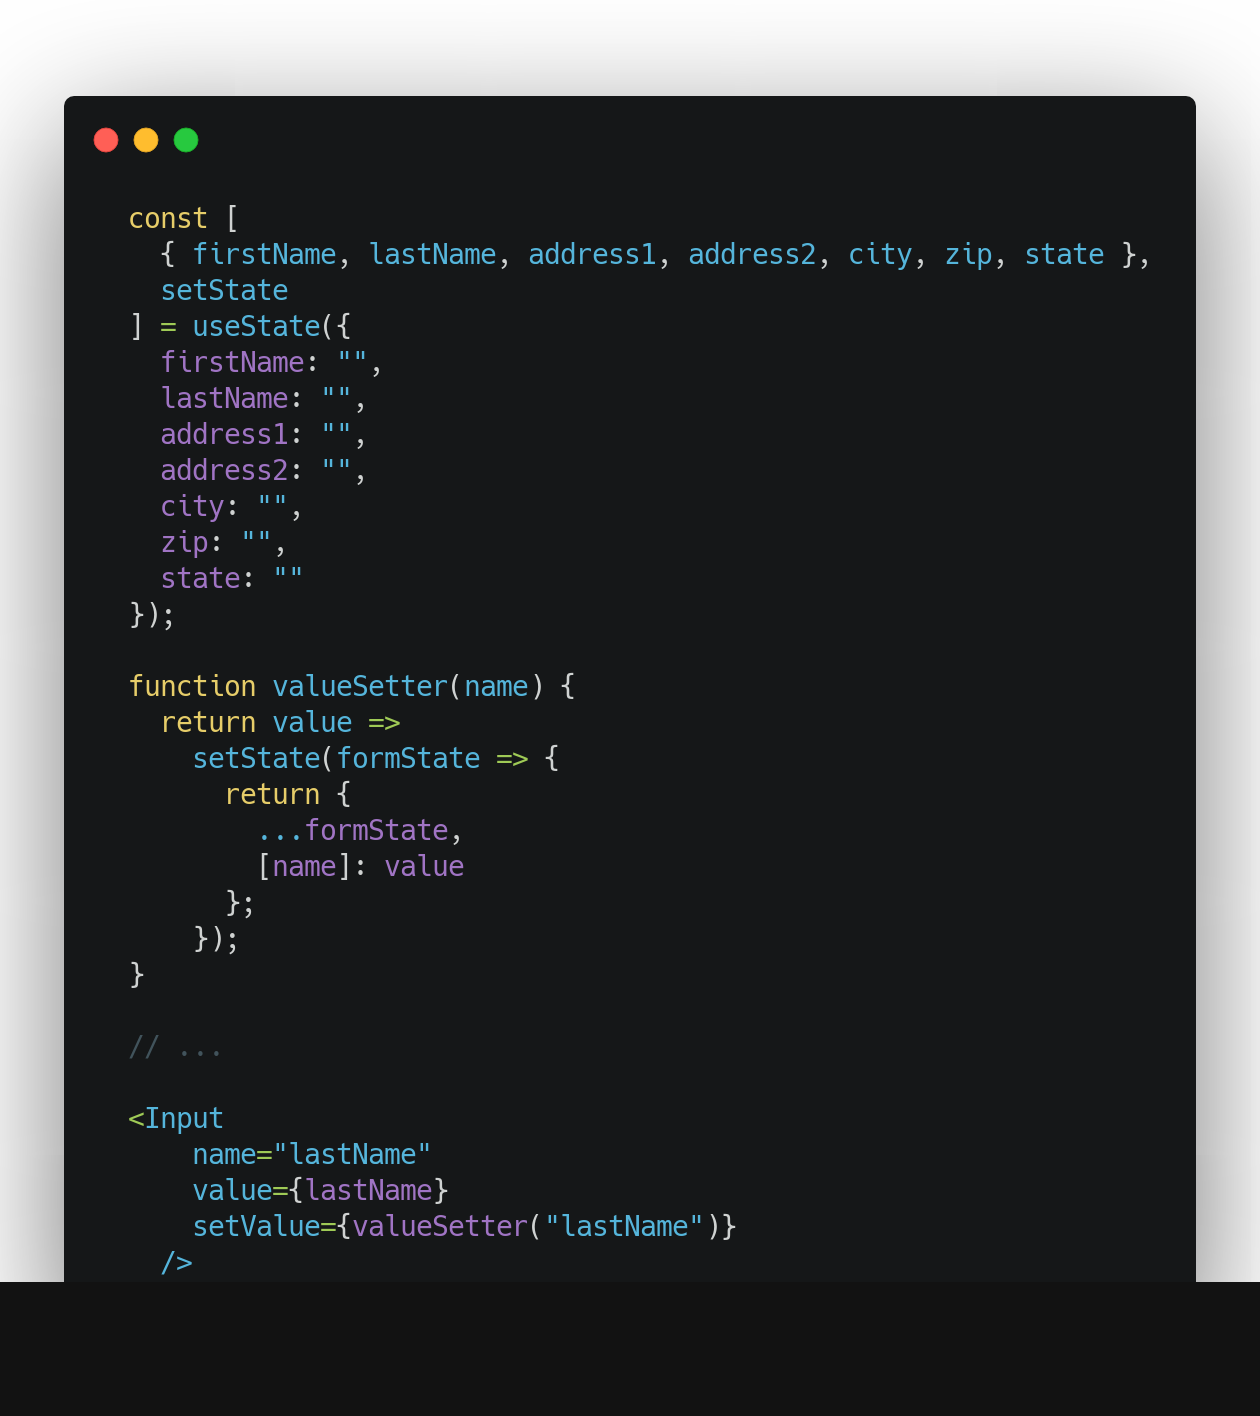 const [
  { firstName, lastName, address1, address2, city, zip, state },
  setState
] = useState({
  firstName: "",
  lastName: "",
  address1: "",
  address2: "",
  city: "",
  zip: "",
  state: ""
});

function valueSetter(name) {
  return value =>
    setState(formState => {
      return {
        ...formState,
        [name]: value
      };
    });
}

// ...

<Input
    name="lastName"
    value={lastName}
    setValue={valueSetter("lastName")}
  />